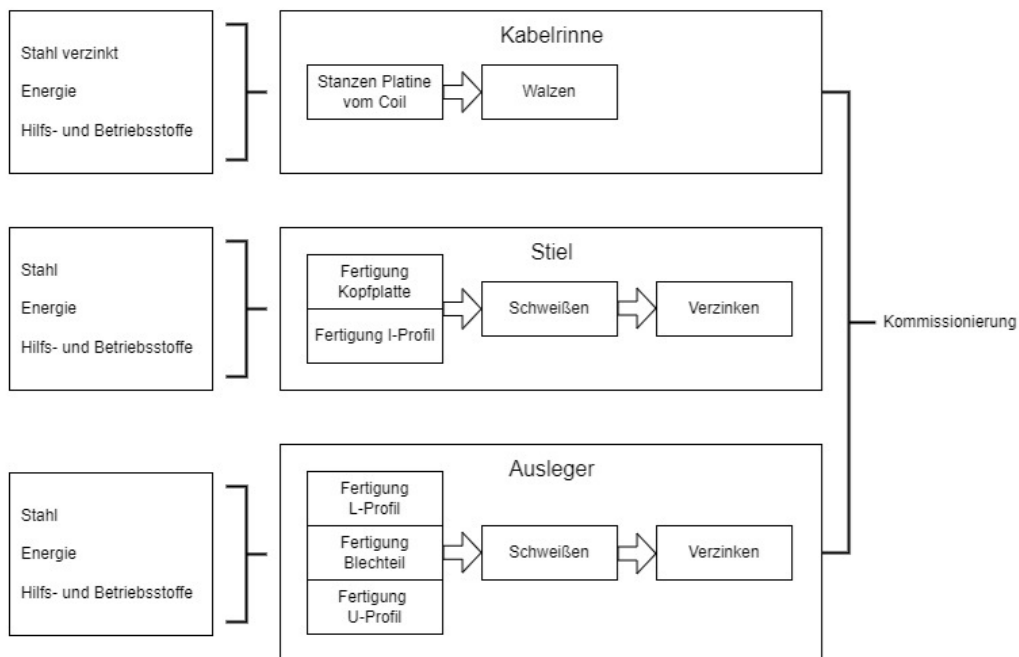 Stahl verzinkt
Energie
Hilfs- und Betriebsstoffe
Kabelrinne
Stanzen Platine
vom Coil
Walzen
Stahl
Energie
Hilfs- und Betriebsstoffe
Stiel
Fertigung
Kopfplatte
Fertigung I-Profil
Schweißen
Verzinken
Kommissionierung
Stahl
Energie
Hilfs- und Betriebsstoffe
Ausleger
Fertigung
L-Profil
Fertigung
Blechteil
Fertigung
U-Profil
Schweißen
Verzinken